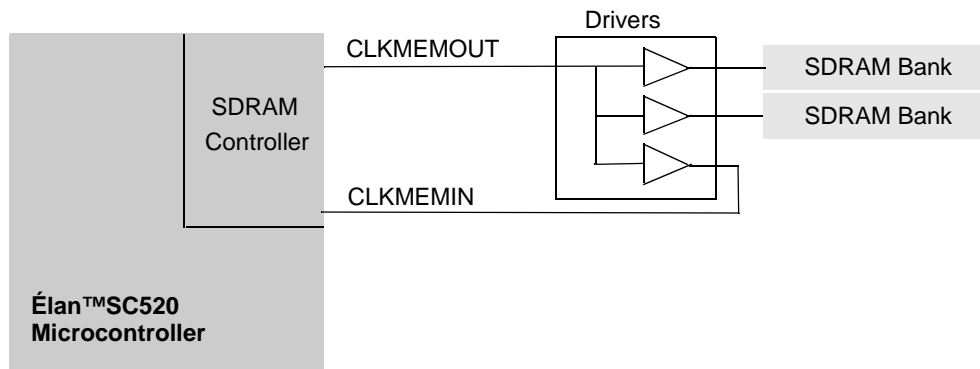 Drivers
CLKMEMOUT
SDRAM Bank
SDRAM
Controller
SDRAM Bank
CLKMEMIN
Élan™SC520
Microcontroller